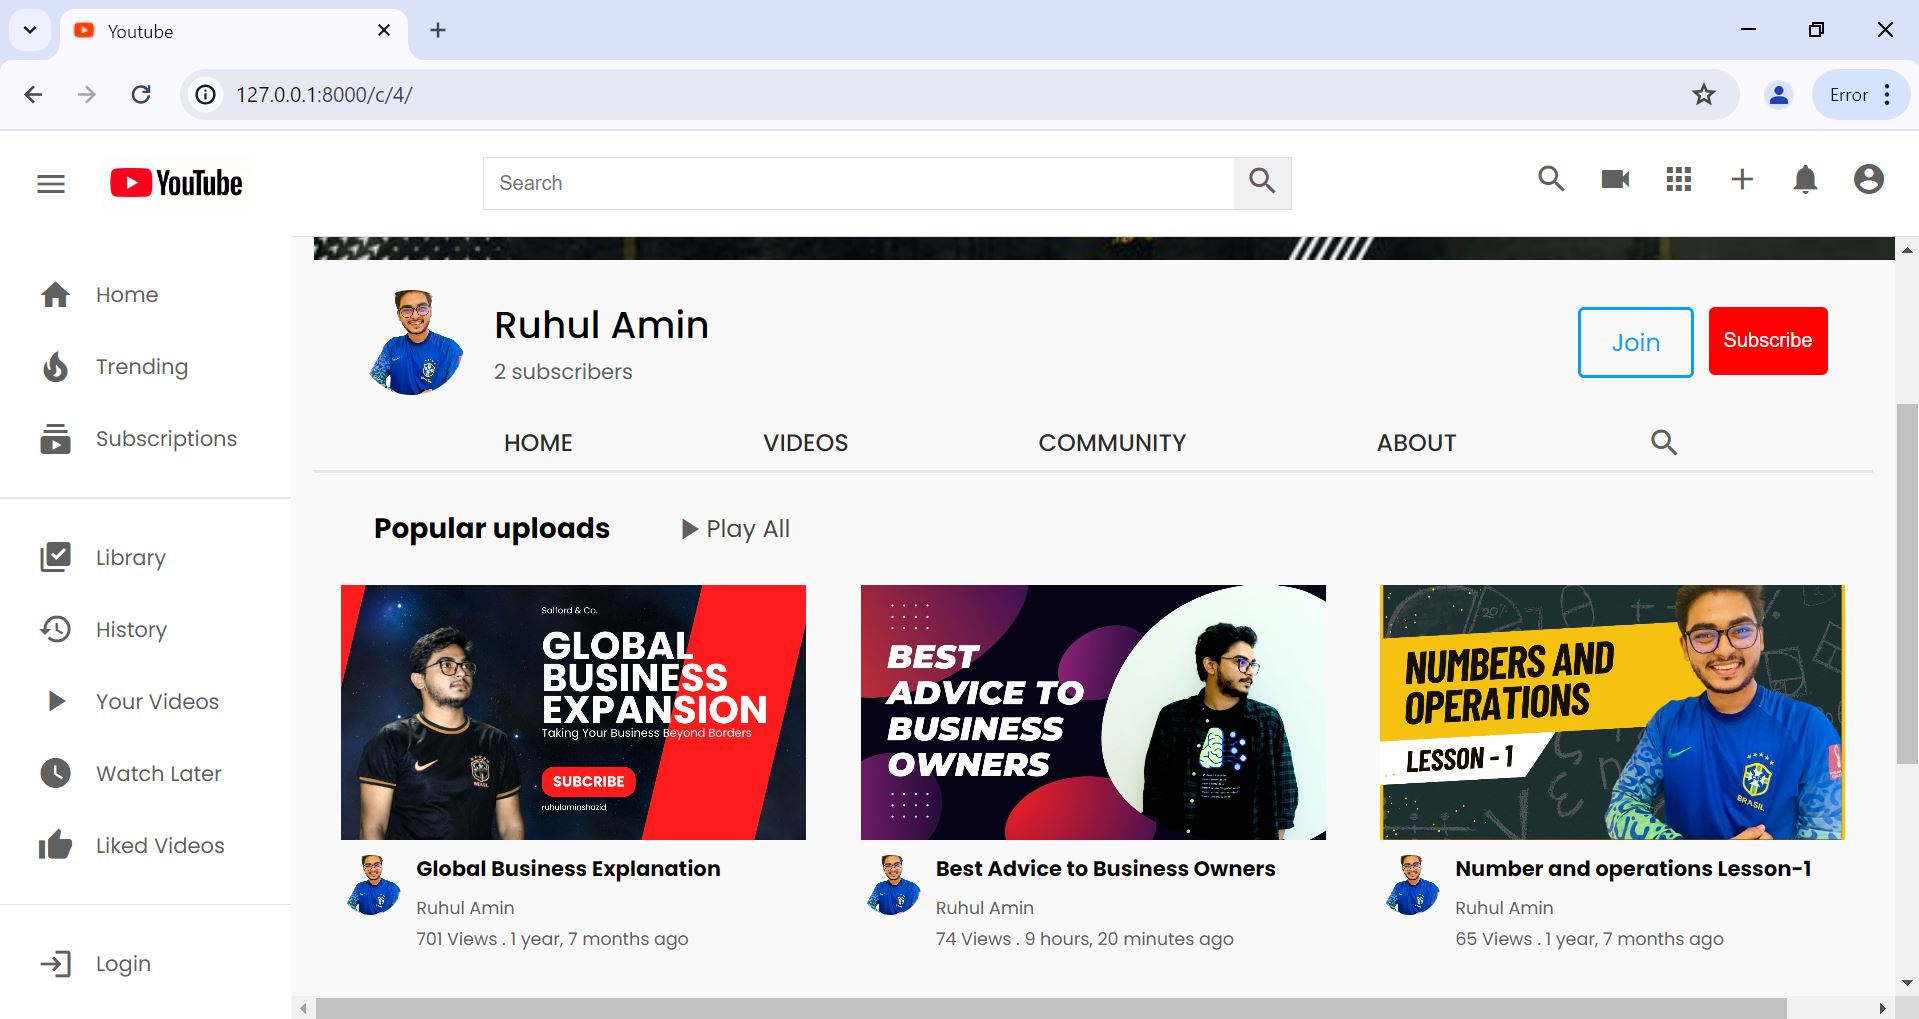 Youtube
127.0.0.1:8000/c/4/
Error
YouTube
Search
Home
Trending
Subscriptions
Library
History
Your Videos
Watch Later
Liked Videos
Login
Ruhul Amin
2 subscribers
Join
Subscribe
HOME
VIDEOS
COMMUNITY
ABOUT
Popular uploads
Play All
Salford & Co.
GLOBAL
BUSINESS
EXPANSION
Taking Your Business Beyond Borders
SUBCRIBE
ruhulaminshazid
BRASIL
Global Business Explanation
Ruhul Amin
701 Views . 1 year, 7 months ago
BEST
ADVICE TO
BUSINESS
OWNERS
Best Advice to Business Owners
Ruhul Amin
74 Views . 9 hours, 20 minutes ago
20%
NUMBERS AND
OPERATIONS
LESSON - 1
BRASIL
Number and operations Lesson-1
Ruhul Amin
65 Views . 1 year, 7 months ago